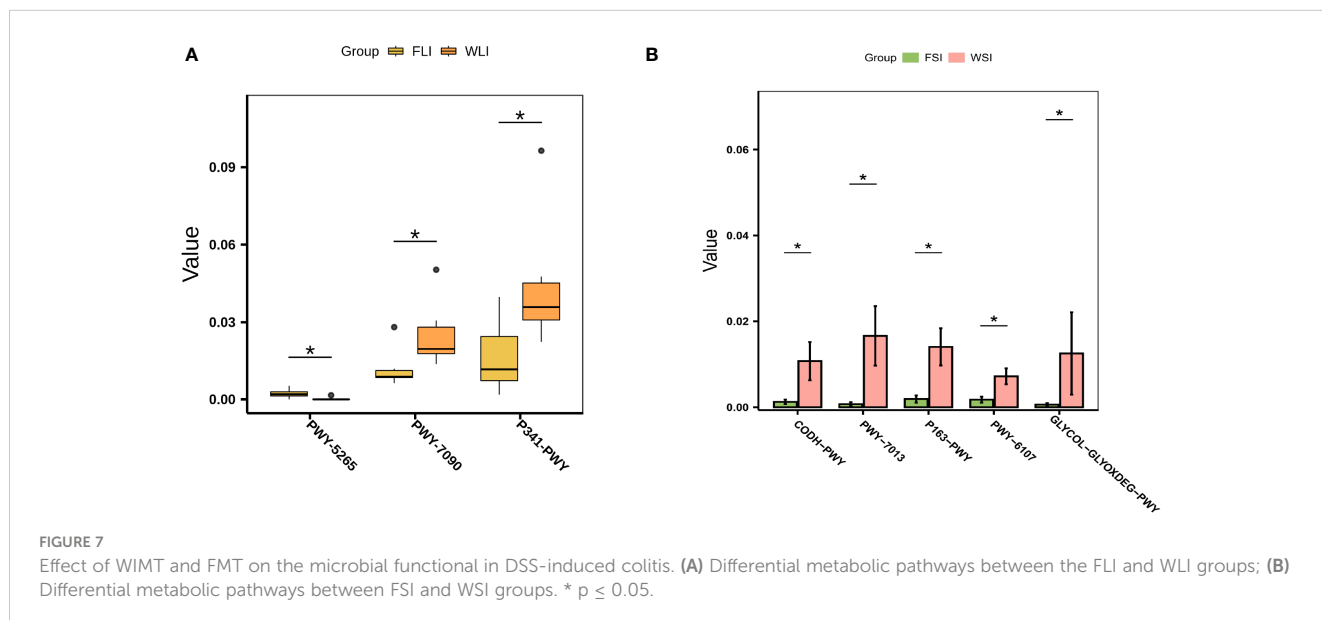 A
Group FLI WLI
Value
0.09
0.06
0.03
0.00
*
*
*
PWY-5265
PWY-7090
P341-PWY
B
Group FSI WSI
Value
0.06
0.04
0.02
0.00
*
*
*
*
*
CODH−PWY
PWY−7013
P163−PWY
PWY−6107
GLYCOL−GLYOXDEG−PWY
FIGURE 7
Effect of WIMT and FMT on the microbial functional in DSS-induced colitis. (A) Differential metabolic pathways between the FLI and WLI groups; (B)
Differential metabolic pathways between FSI and WSI groups. * p ≤ 0.05.